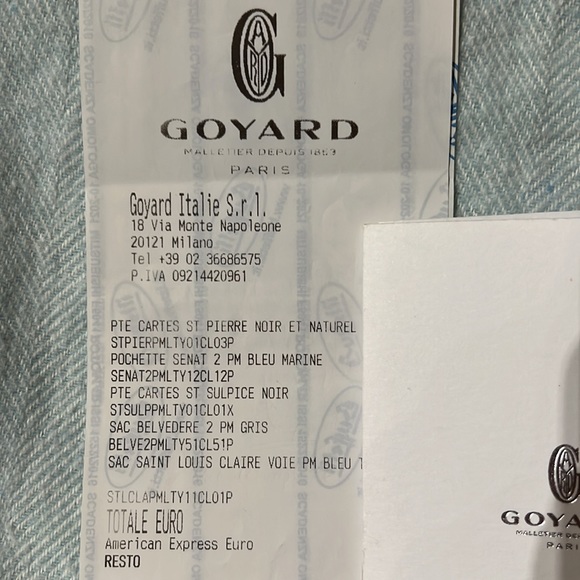 GOYARD
MALLETIER DEPUIS 1853
PARIS
Goyard Italie S.r.l.
18 Via Monte Napoleone
20121 Milano
Tel +39 02 36686575
P.IVA 09214420961
PTE CARTES ST PIERRE NOIR ET NATUREL
STPIERPMLTY01CL03P
POCHETTE SENAT 2 PM BLEU MARINE
SENAT2PMLTY12CL12P
PTE CARTES ST SULPICE NOIR
STSULPPMLTY01CL01X
SAC BELVEDERE 2 PM GRIS
BELVE2PMLTY51CL51P
SAC SAINT LOUIS CLAIRE VOIE PM BLEU
STLCLAPMLTY11CL01P
TOTALE EURO
American Express Euro
RESTO
GOYA
MALLETIER DE
PARI